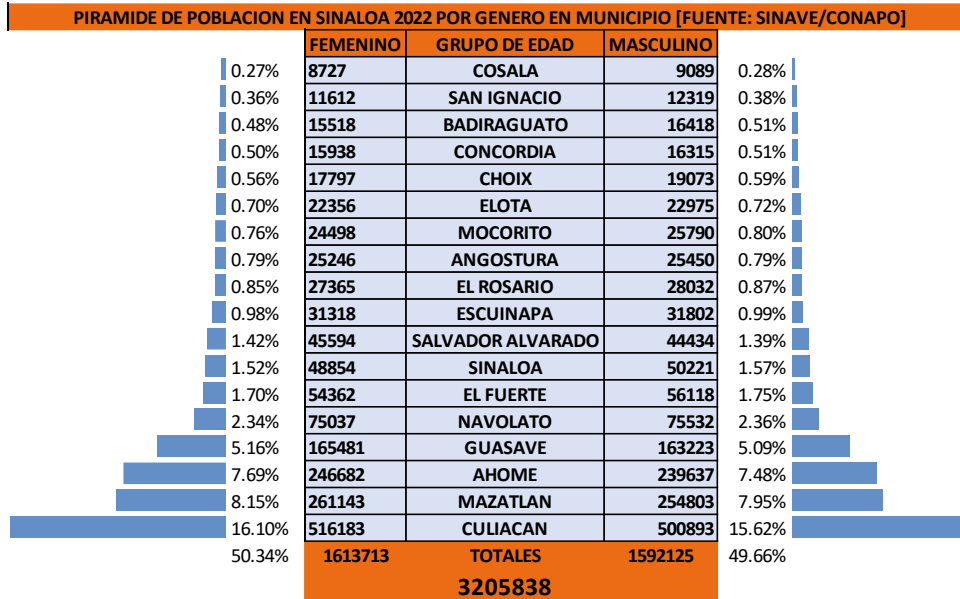 PIRAMIDE DE POBLACION EN SINALOA 2022 POR GENERO EN MUNICIPIO [FUENTE: SINAVE/CONAPO]
FEMENINO GRUPO DE EDAD MASCULINO
0.27% 8727 COSALA 9089 0.28%
0.36% 11612 SAN IGNACIO 12319 0.38%
0.48% 15518 BADIRAGUATO 16418 0.51%
0.50% 15938 CONCORDIA 16315 0.51%
0.56% 17797 CHOIX 19073 0.59%
0.70% 22356 ELOTA 22975 0.72%
0.76% 24498 MOCORITO 25790 0.80%
0.79% 25246 ANGOSTURA 25450 0.79%
0.85% 27365 EL ROSARIO 28032 0.87%
0.98% 31318 ESCUINAPA 31802 0.99%
1.42% 45594 SALVADOR ALVARADO 44434 1.39%
1.52% 48854 SINALOA 50221 1.57%
1.70% 54362 EL FUERTE 56118 1.75%
2.34% 75037 NAVOLATO 75532 2.36%
5.16% 165481 GUASAVE 163223 5.09%
7.69% 246682 AHOME 239637 7.48%
8.15% 261143 MAZATLAN 254803 7.95%
16.10% 516183 CULIACAN 500893 15.62%
50.34% 1613713 TOTALES 1592125 49.66%
3205838